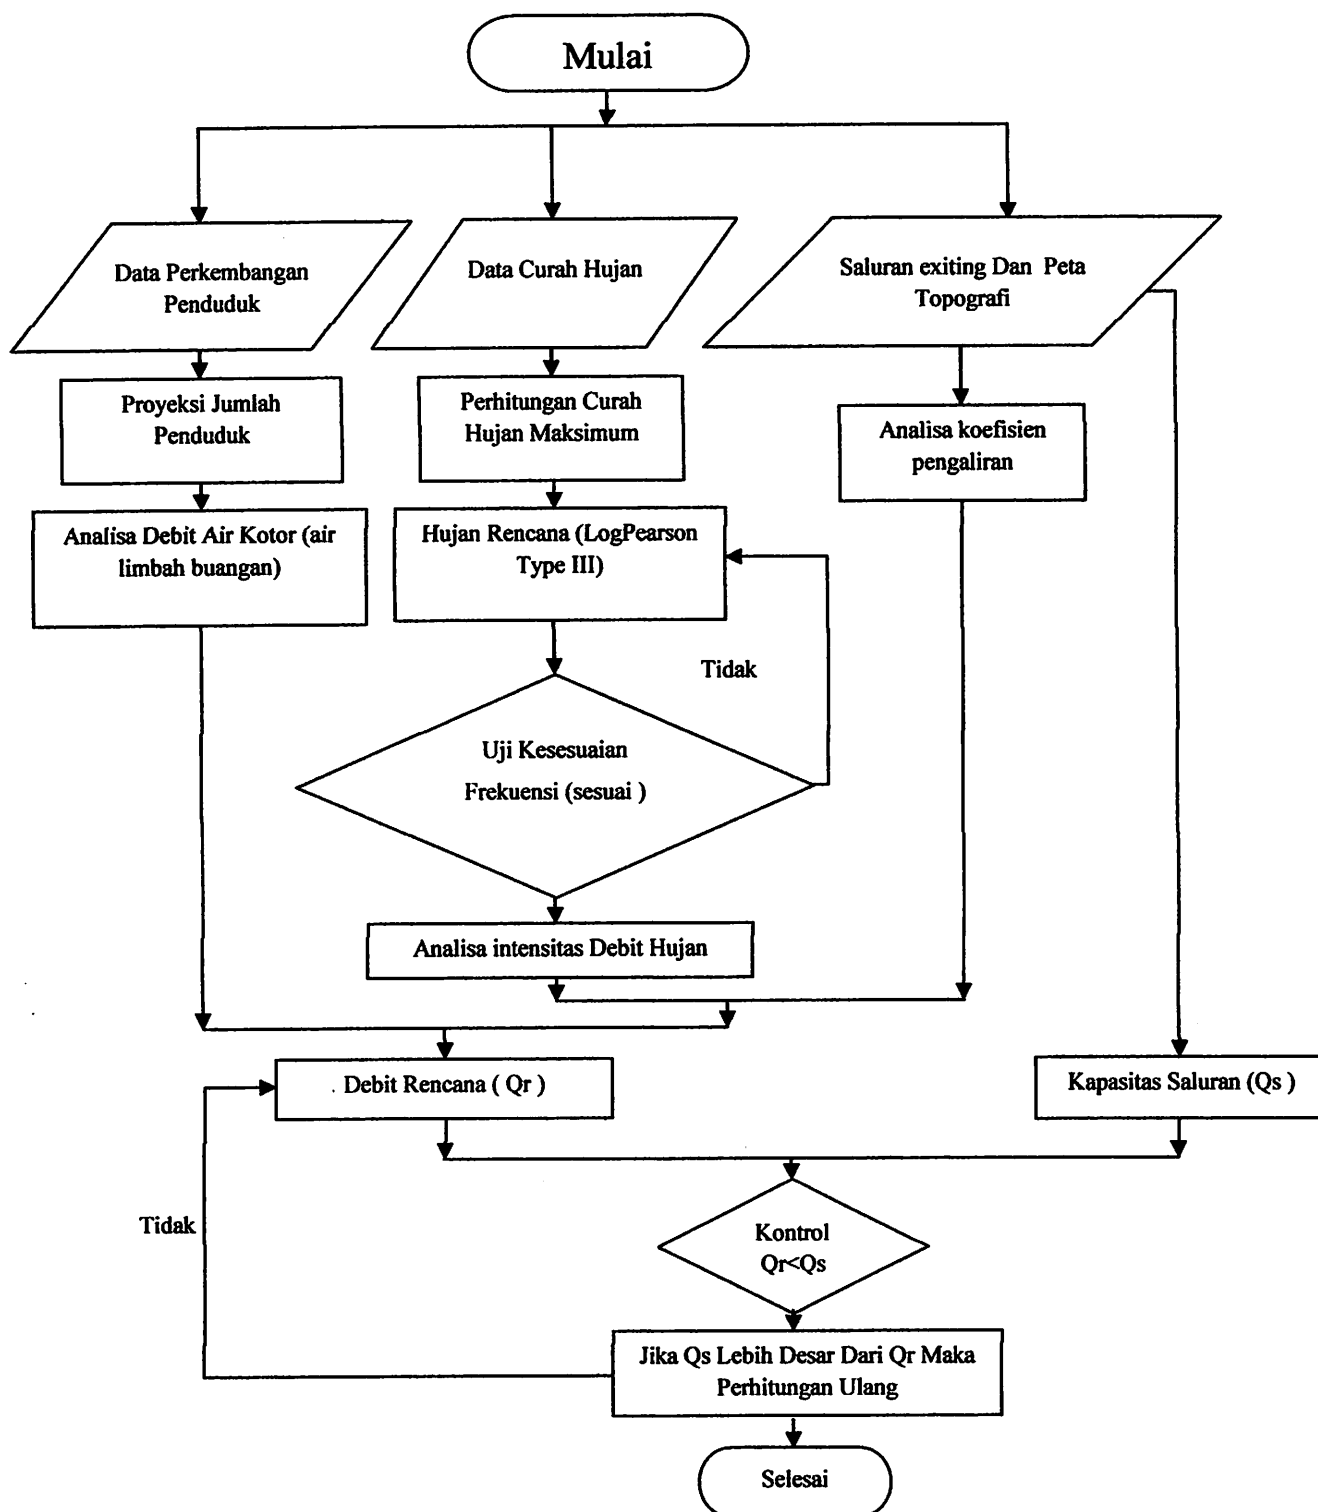 Mulai
Data Perkembangan
Penduduk
Data Curah Hujan
Saluran exiting Dan Peta
Topografi
Proyeksi Jumlah
Penduduk
Perhitungan Curah
Hujan Maksimum
Analisa koefisien
pengaliran
Analisa Debit Air Kotor (air
limbah buangan)
Hujan Rencana (LogPearson
Type III)
Tidak
Uji Kesesuaian
Frekuensi (sesuai )
Analisa intensitas Debit Hujan
Debit Rencana ( Qr )
Kapasitas Saluran (Qs )
Tidak
Kontrol
Qr<Qs
Jika Qs Lebih Desar Dari Qr Maka
Perhitungan Ulang
Selesai